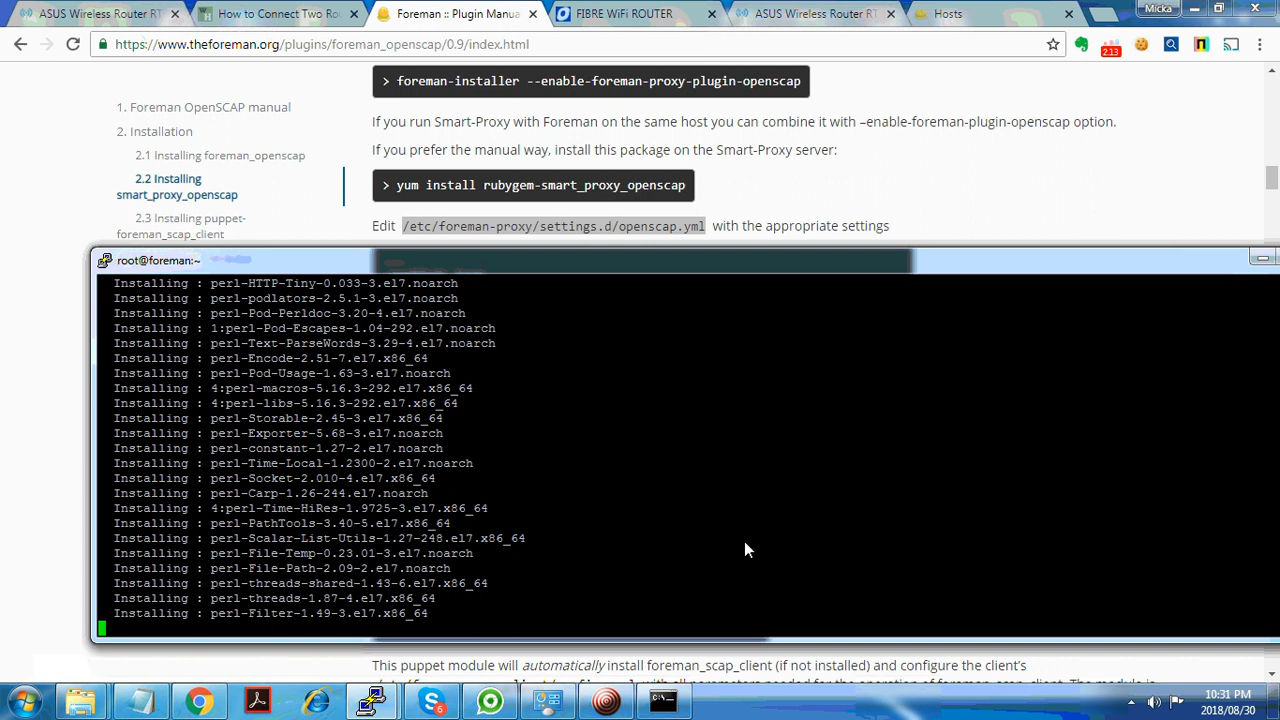 ASUS Wireless Router RT
How to Connect Two Rou
Foreman :: Plugin Manua
FIBRE WiFi ROUTER
ASUS Wireless Router RT
Hosts
Micka
https://www.theforeman.org/plugins/foreman_openscap/0.9/index.html
2.13
> foreman-installer --enable-foreman-proxy-plugin-openscap
1. Foreman OpenSCAP manual
2. Installation
2.1 Installing foreman_openscap
2.2 Installing
smart_proxy_openscap
2.3 Installing puppet-
foreman_scap_client
If you run Smart-Proxy with Foreman on the same host you can combine it with –enable-foreman-plugin-openscap option.
If you prefer the manual way, install this package on the Smart-Proxy server:
> yum install rubygem-smart_proxy_openscap
Edit /etc/foreman-proxy/settings.d/openscap.yml with the appropriate settings
root@foreman:~
Installing : perl-HTTP-Tiny-0.033-3.el7.noarch
Installing : perl-podlators-2.5.1-3.el7.noarch
Installing : perl-Pod-Perldoc-3.20-4.el7.noarch
Installing : 1:perl-Pod-Escapes-1.04-292.el7.noarch
Installing : perl-Text-ParseWords-3.29-4.el7.noarch
Installing : perl-Encode-2.51-7.el7.x86_64
Installing : perl-Pod-Usage-1.63-3.el7.noarch
Installing : 4:perl-macros-5.16.3-292.el7.x86_64
Installing : 4:perl-libs-5.16.3-292.el7.x86_64
Installing : perl-Storable-2.45-3.el7.x86_64
Installing : perl-Exporter-5.68-3.el7.noarch
Installing : perl-constant-1.27-2.el7.noarch
Installing : perl-Time-Local-1.2300-2.el7.noarch
Installing : perl-Socket-2.010-4.el7.x86_64
Installing : perl-Carp-1.26-244.el7.noarch
Installing : 4:perl-Time-HiRes-1.9725-3.el7.x86_64
Installing : perl-PathTools-3.40-5.el7.x86_64
Installing : perl-Scalar-List-Utils-1.27-248.el7.x86_64
Installing : perl-File-Temp-0.23.01-3.el7.noarch
Installing : perl-File-Path-2.09-2.el7.noarch
Installing : perl-threads-shared-1.43-6.el7.x86_64
Installing : perl-threads-1.87-4.el7.x86_64
Installing : perl-Filter-1.49-3.el7.x86_64
This puppet module will automatically install foreman_scap_client (if not installed) and configure the client's
with all parameters needed for the operation of foreman_scap_client. The module is
6
10:31 PM
2018/08/30